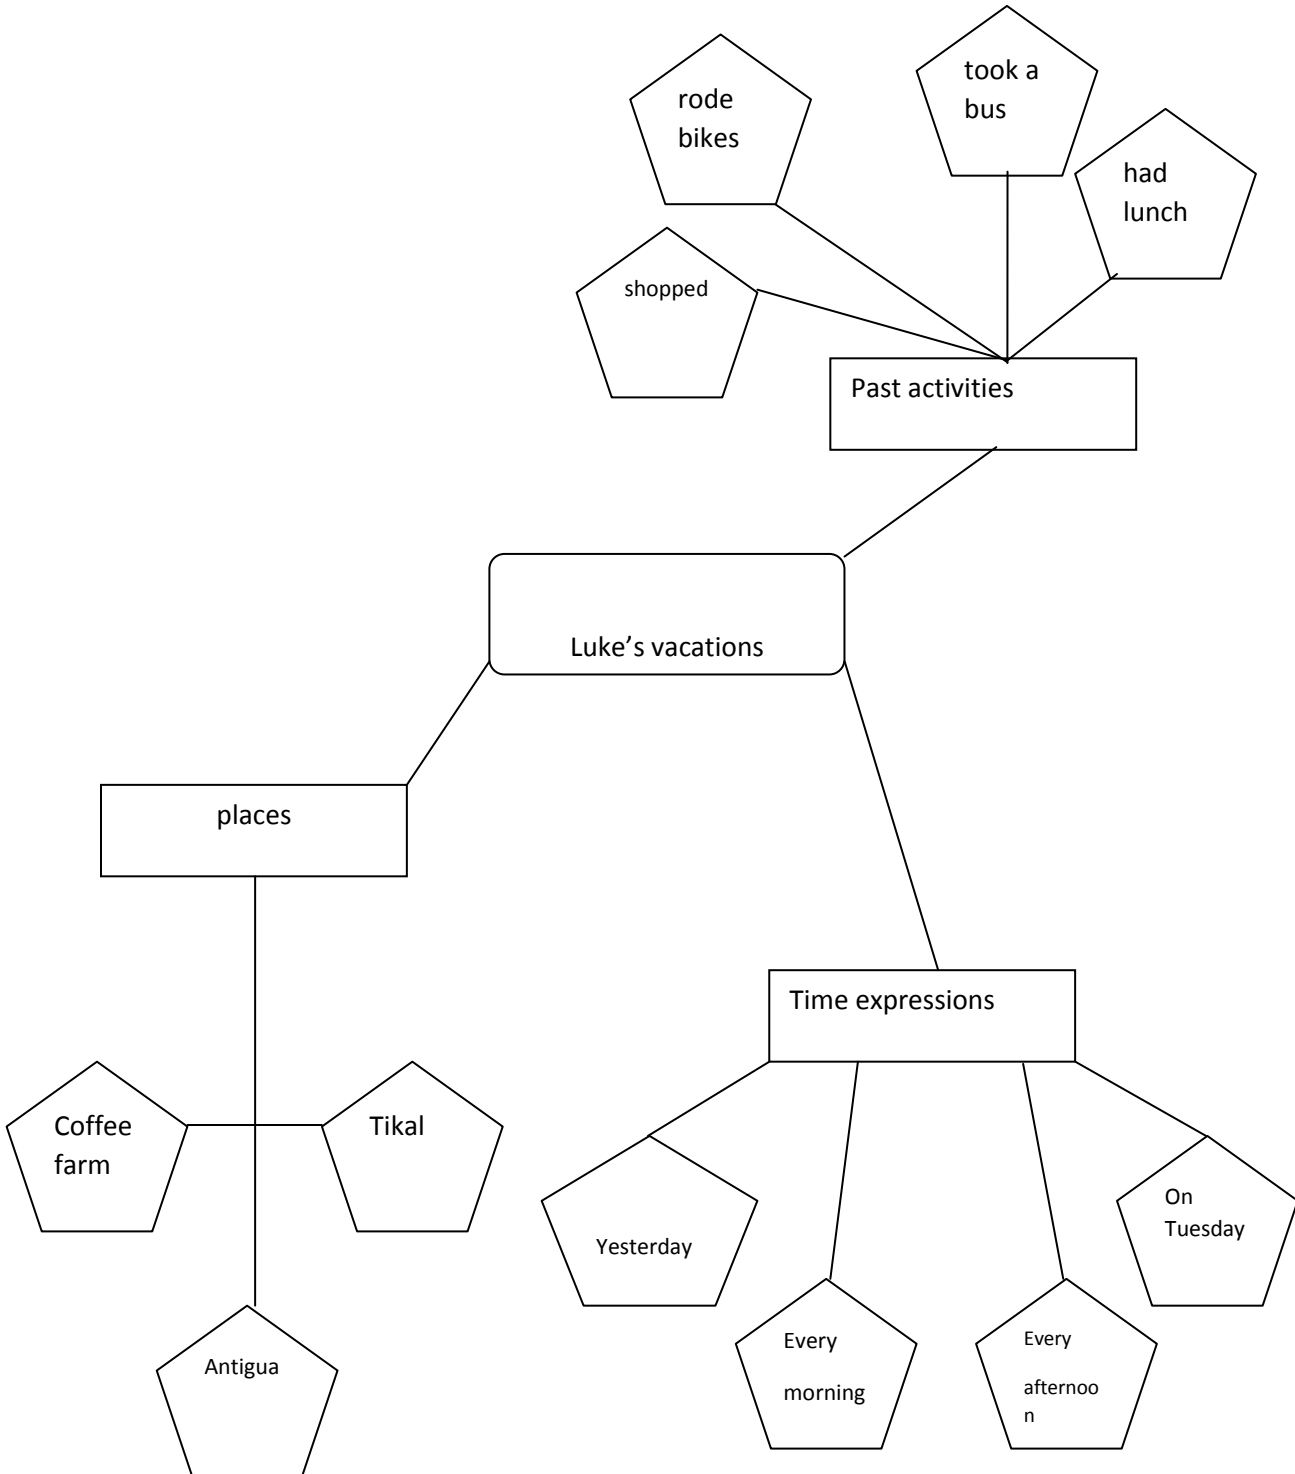 took a
bus
rode
bikes
had
lunch
shopped
Past activities
Luke’s vacations
places
Time expressions
Coffee
farm
Tikal
On
Tuesday
Yesterday
Every
morning
Every
afternoo
n
Antigua